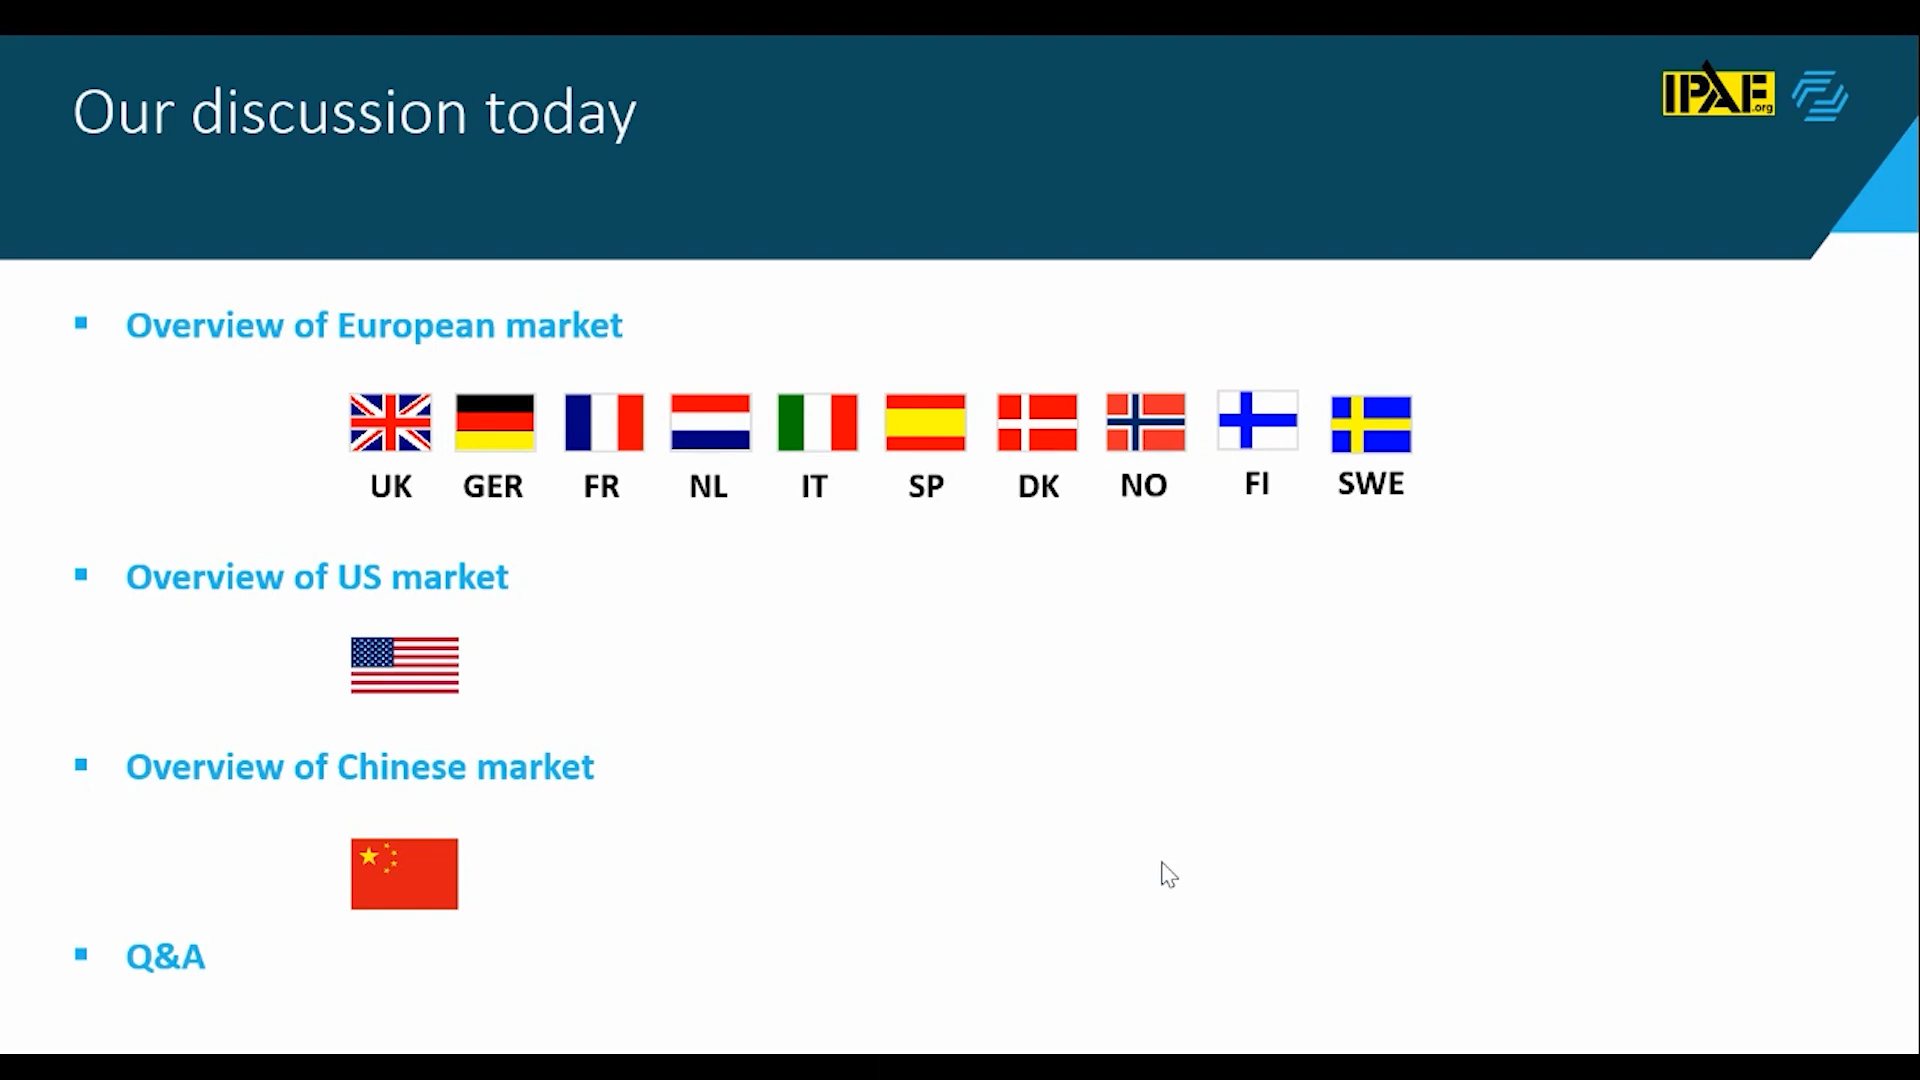 Our discussion today
IPAF
.org
Overview of European market
UK GER FR NL IT SP DK NO FI SWE
Overview of US market
Overview of Chinese market
Q&A